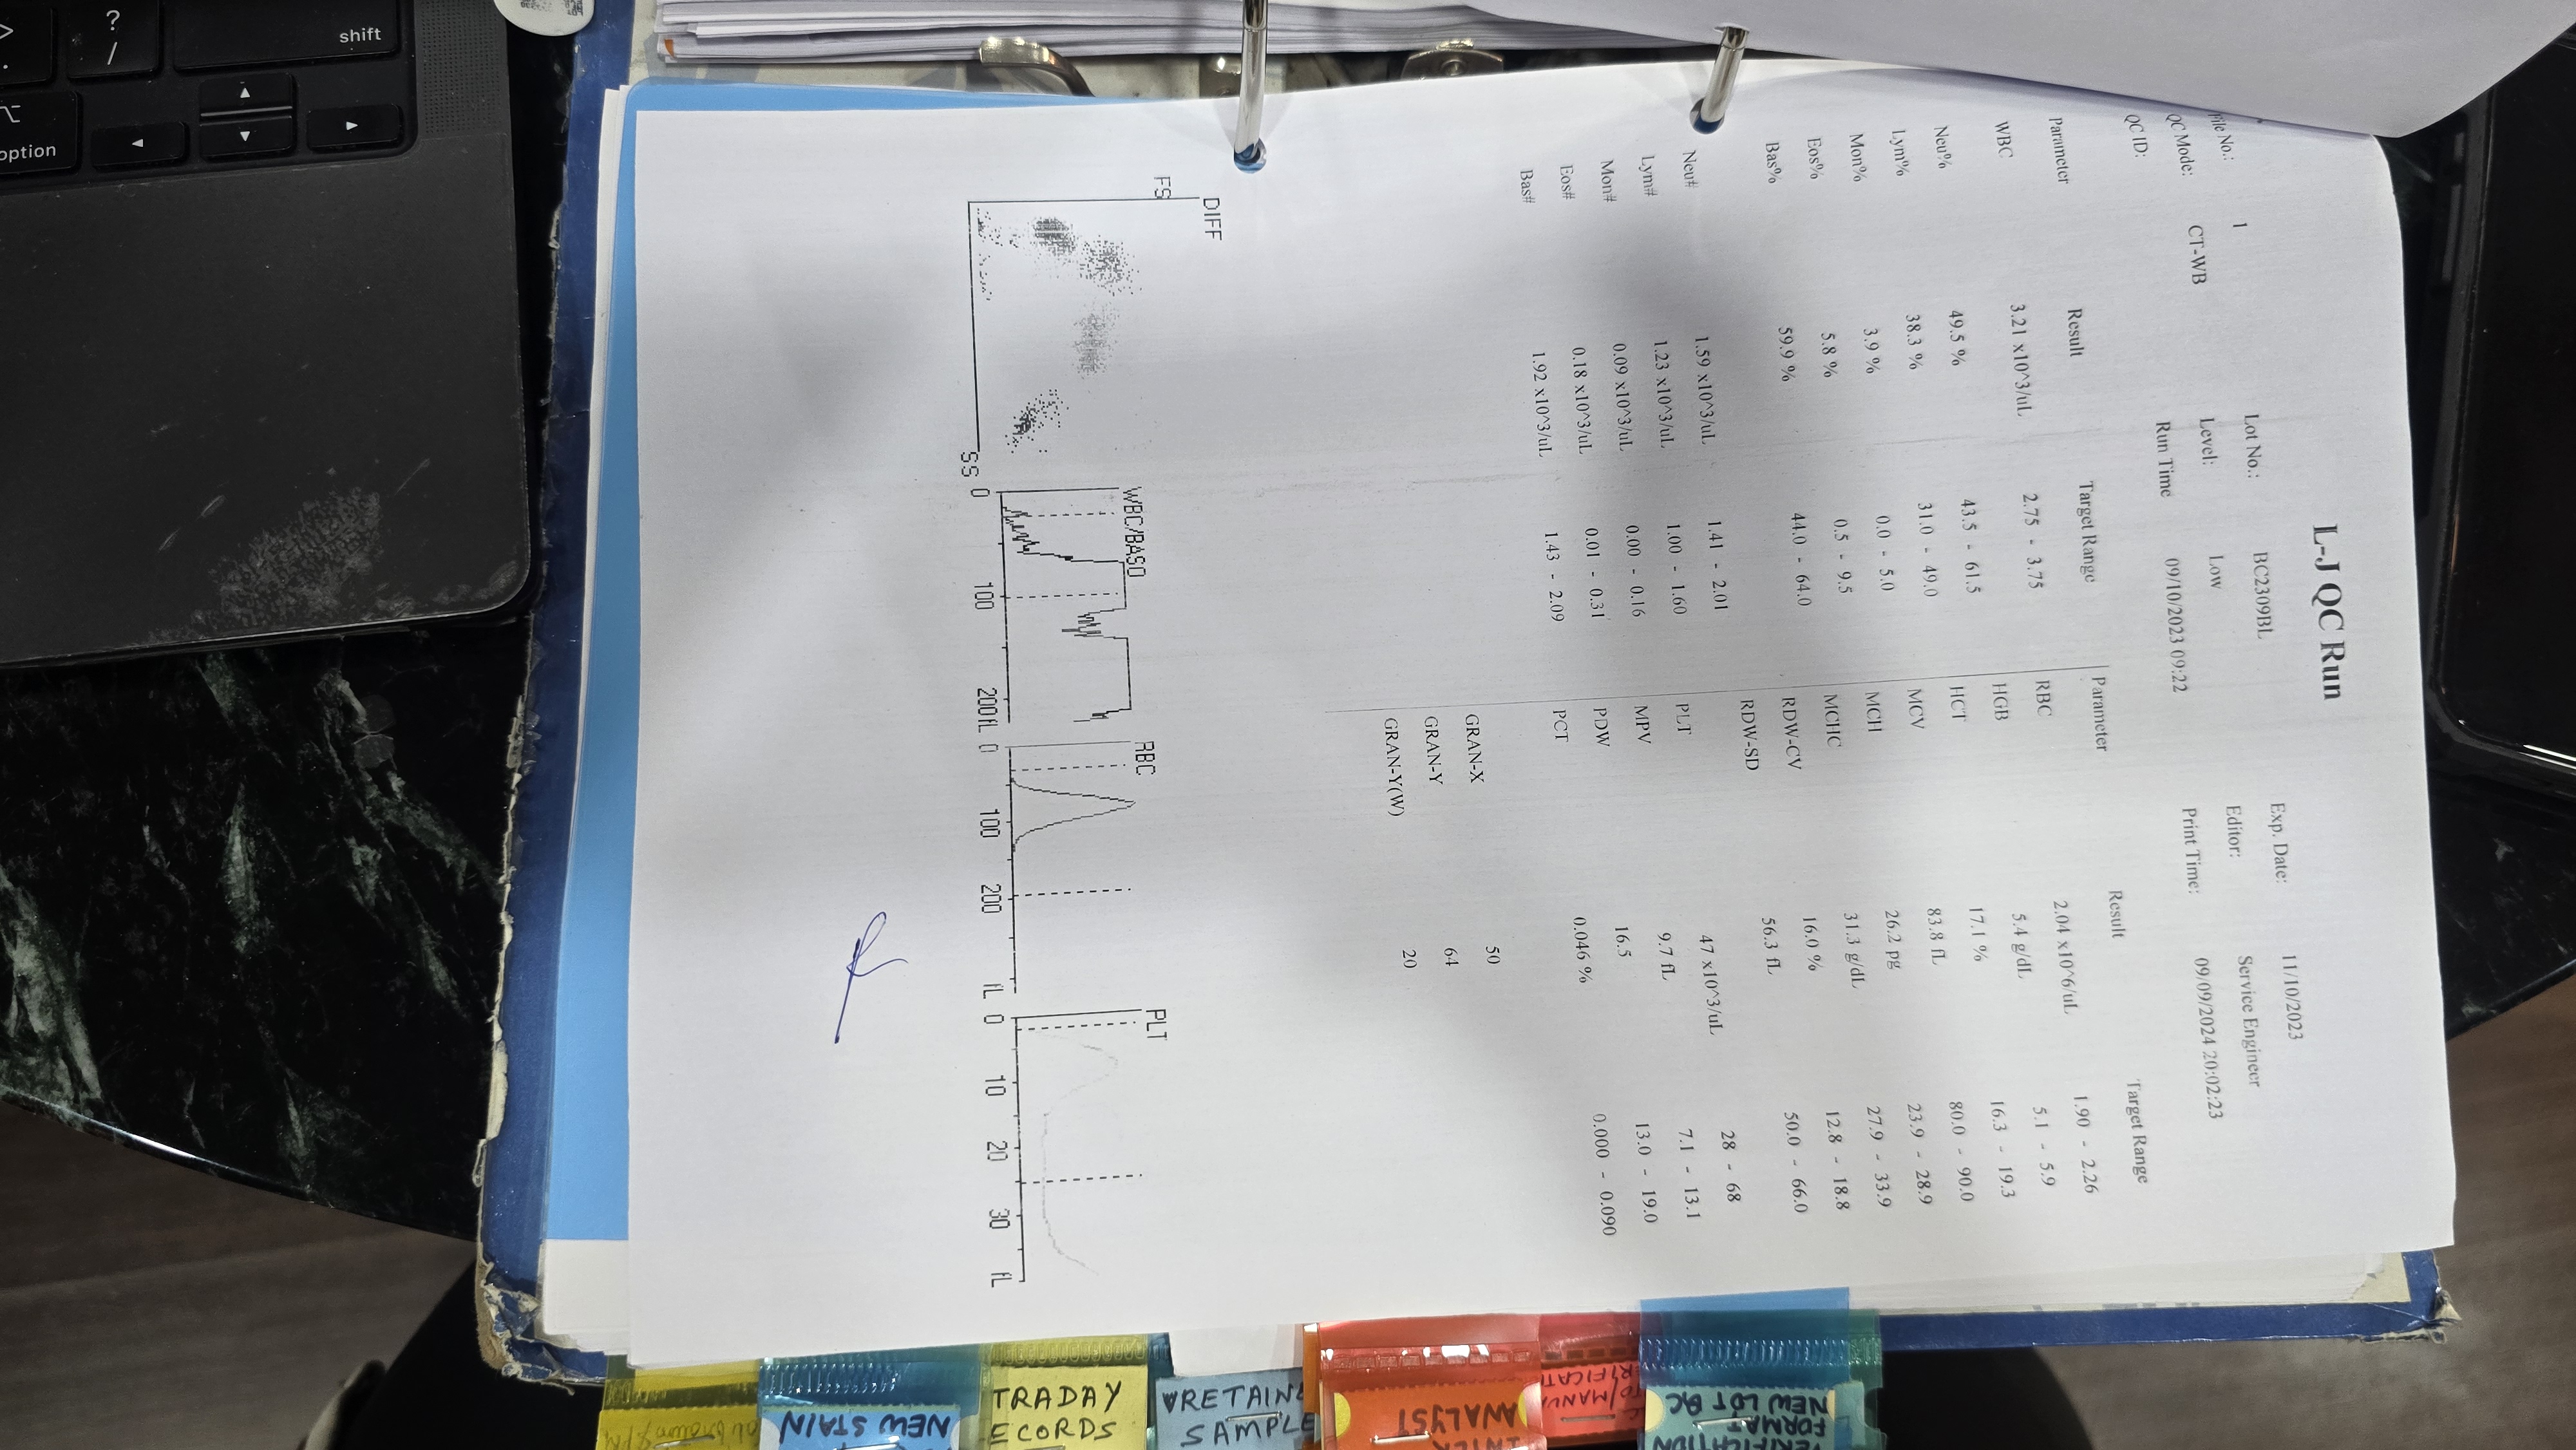 L-J QC Run
File No.: 1 Lot No.: BC2309BL Exp. Date: 11/10/2023
QC Mode: CT-WB Level: Low Editor: Service Engineer
QC ID: Run Time 09/10/2023 09:22 Print Time: 09/09/2024 20:02:23
Parameter Result Target Range Parameter Result Target Range
WBC 3.21 x10^3/uL 2.75 - 3.75 RBC 2.04 x10^6/uL 1.90 - 2.26
HGB 5.4 g/dL 5.1 - 5.9
Neu% 49.5 % 43.5 - 61.5 HCT 17.1 % 16.3 - 19.3
Lym% 38.3 % 31.0 - 49.0 MCV 83.8 fL 80.0 - 90.0
Mon% 3.9 % 0.0 - 5.0 MCH 26.2 pg 23.9 - 28.9
Eos% 5.8 % 0.5 - 9.5 MCHC 31.3 g/dL 27.9 - 33.9
Bas% 59.9 % 44.0 - 64.0 RDW-CV 16.0 % 12.8 - 18.8
RDW-SD 56.3 fL 50.0 - 66.0
Neu# 1.59 x10^3/uL 1.41 - 2.01
Lym# 1.23 x10^3/uL 1.00 - 1.60 PLT 47 x10^3/uL 28 - 68
Mon# 0.09 x10^3/uL 0.00 - 0.16 MPV 9.7 fL 7.1 - 13.1
Eos# 0.18 x10^3/uL 0.01 - 0.31 PDW 16.5 13.0 - 19.0
Bas# 1.92 x10^3/uL 1.43 - 2.09 PCT 0.046 % 0.000 - 0.090
GRAN-X 50
GRAN-Y 64
GRAN-Y(W) 20
DIFF WBC/BASO RBC PLT
FS
SS 0 100 200fL 0 100 200 fL 0 10 20 30 fL
NEW STAIN
TRADAY
ECORDS
RETAIN
SAMPLE
ANALYST
INTER
MANU
NEW LOT QC
FORMAT
? /
shift
option